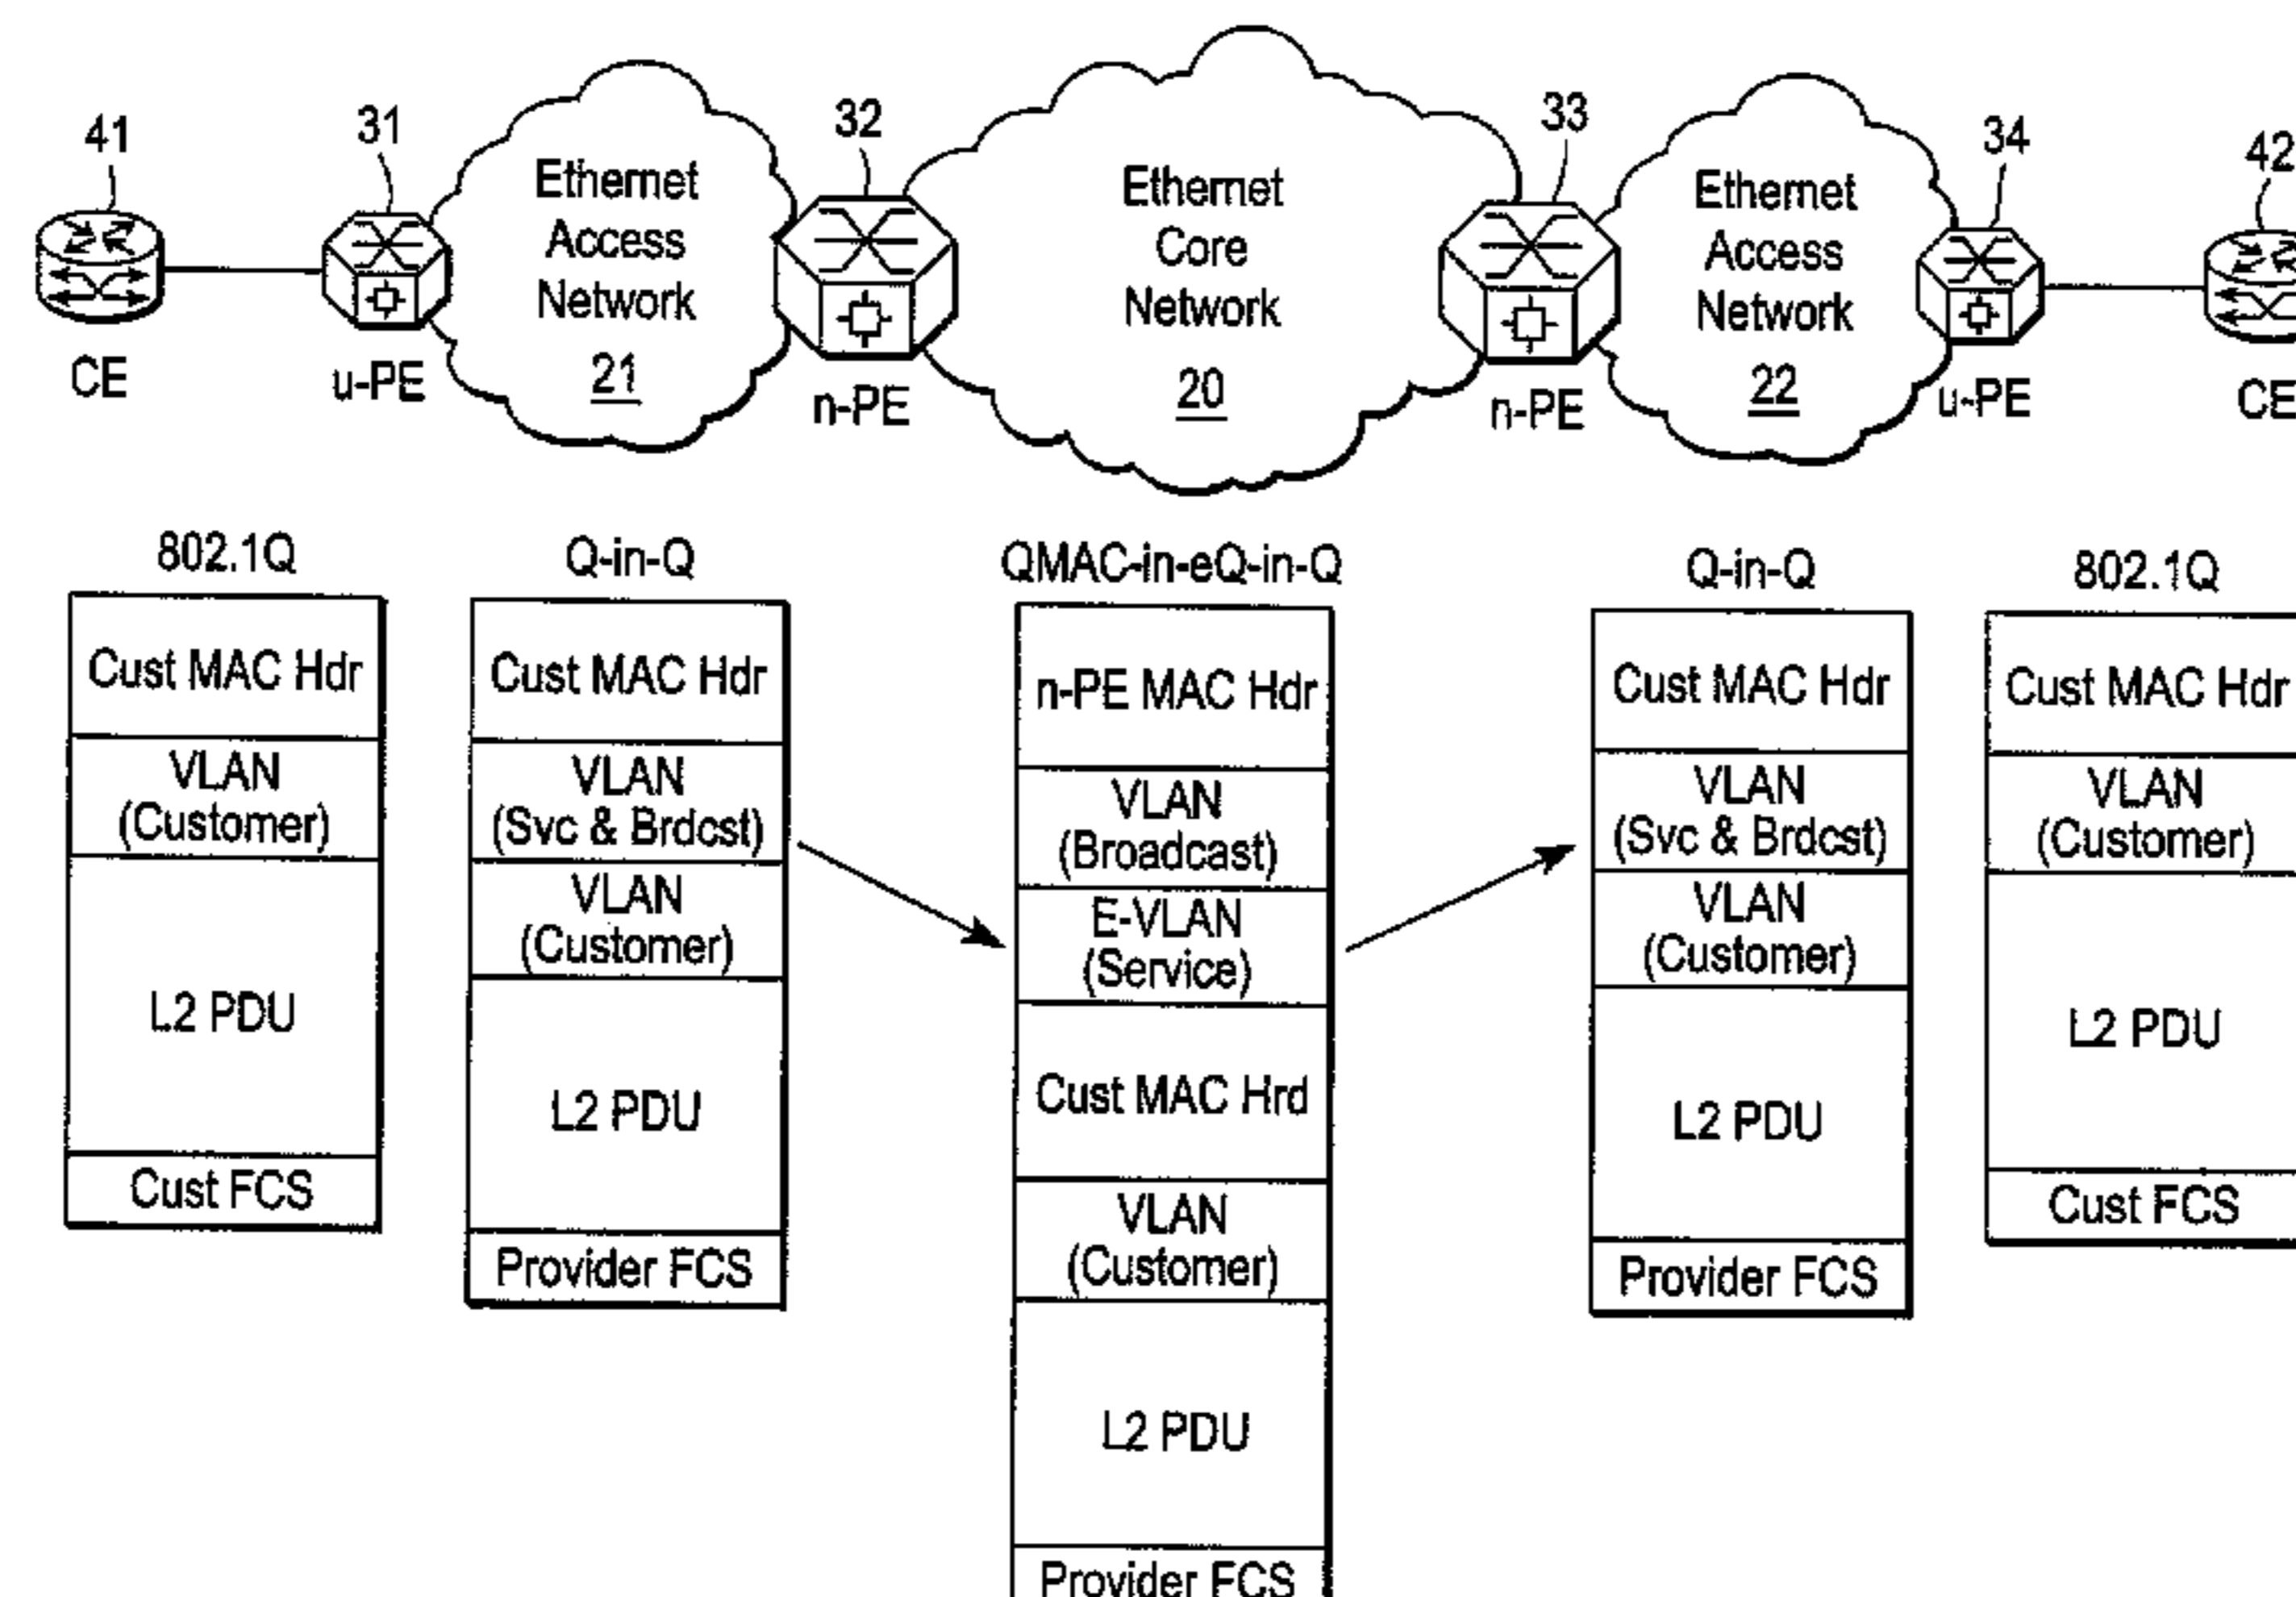 41
31
32
33
34
42
Ethernet
Access
Network
21
Ethernet
Core
Network
20
Ethernet
Access
Network
22
CE
u-PE
n-PE
n-PE
u-PE
CE
802.1Q
Cust MAC Hdr
VLAN
(Customer)
L2 PDU
Cust FCS
Q-in-Q
Cust MAC Hdr
VLAN
(Svc & Brdcst)
VLAN
(Customer)
L2 PDU
Provider FCS
QMAC-in-eQ-in-Q
n-PE MAC Hdr
VLAN
(Broadcast)
E-VLAN
(Service)
Cust MAC Hrd
VLAN
(Customer)
L2 PDU
Provider FCS
Q-in-Q
Cust MAC Hdr
VLAN
(Svc & Brdcst)
VLAN
(Customer)
L2 PDU
Provider FCS
802.1Q
Cust MAC Hdr
VLAN
(Customer)
L2 PDU
Cust FCS